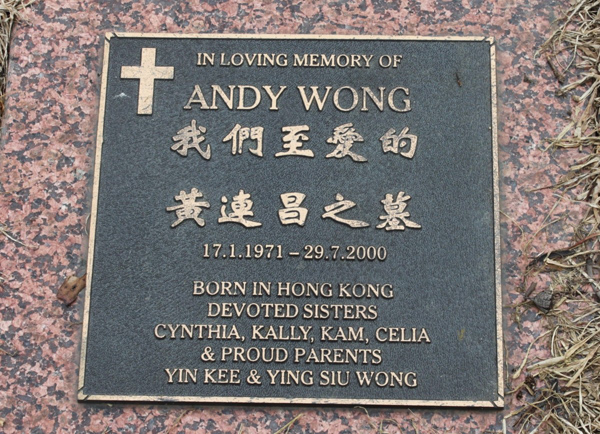 IN LOVING MEMORY OF
ANDY WONG
我們至愛的
黃連昌之墓
17.1.1971 – 29.7.2000
BORN IN HONG KONG
DEVOTED SISTERS
CYNTHIA, KALLY, KAM, CELIA
& PROUD PARENTS
YIN KEE & YING SIU WONG